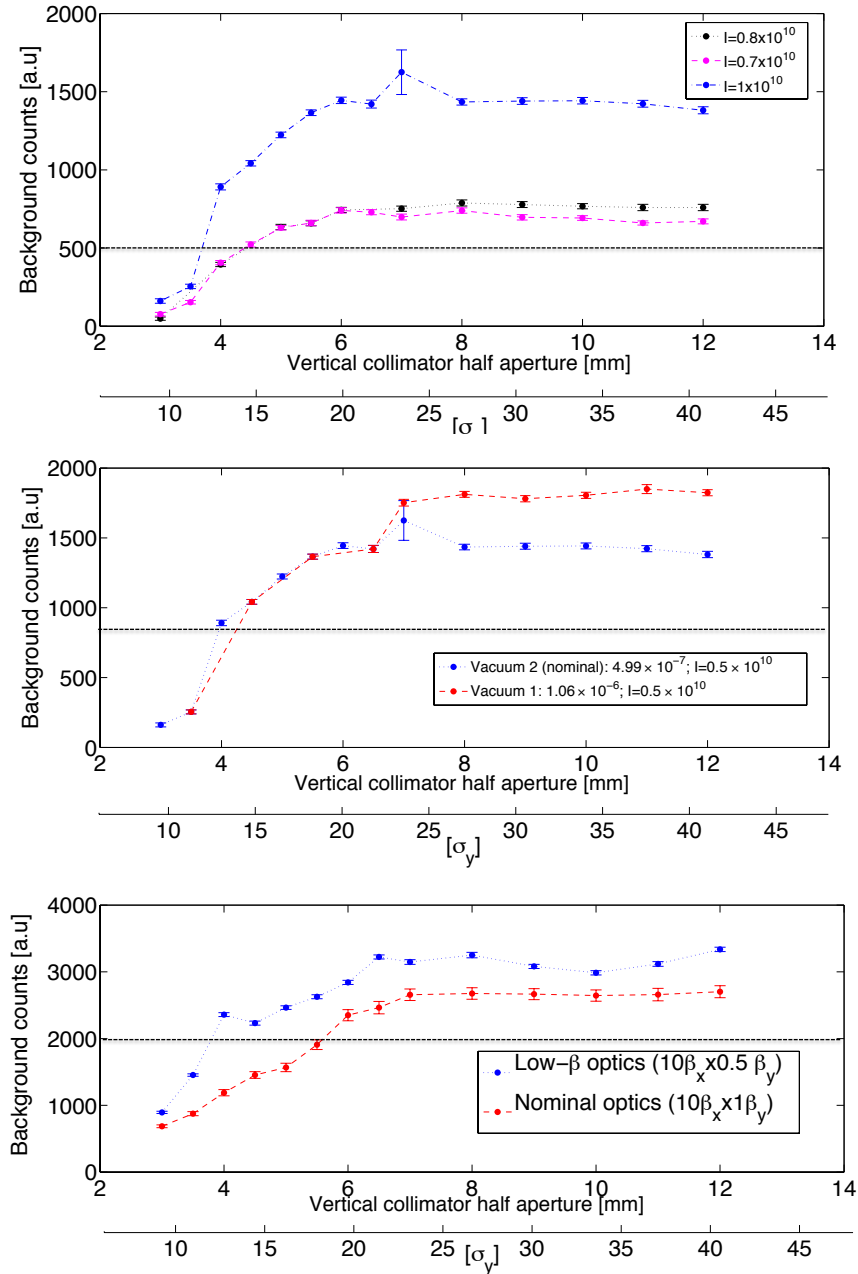 2000
1500
1000
500
0
Background counts [a.u]
I=0.8x10^10
I=0.7x10^10
I=1x10^10
2 4 6 8 10 12 14
Vertical collimator half aperture [mm]
10 15 20 25 30 35 40 45
[σ
2000
1500
1000
500
0
Background counts [a.u]
Vacuum 2 (nominal): 4.99 × 10^−7; I=0.5 × 10^10
Vacuum 1: 1.06 × 10^−6; I=0.5 × 10^10
2 4 6 8 10 12 14
Vertical collimator half aperture [mm]
10 15 20 25 30 35 40 45
[σ_y]
4000
3000
2000
1000
0
Background counts [a.u]
Low−β optics (10β_x x0.5 β_y)
Nominal optics (10β_x x1β_y)
2 4 6 8 10 12 14
Vertical collimator half aperture [mm]
10 15 20 25 30 35 40 45
[σ_y]